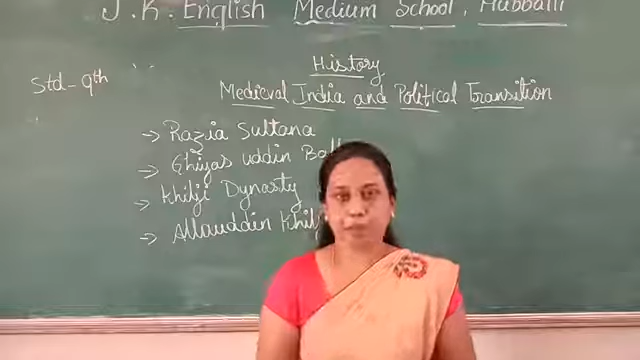 J.K. English Medium School, Hubballi
History
Std-9th
Medieval India and Political Transition
→ Razia Sultana
→ Ghiyas uddin
→ Khilji Dynasty
→ Allauddin